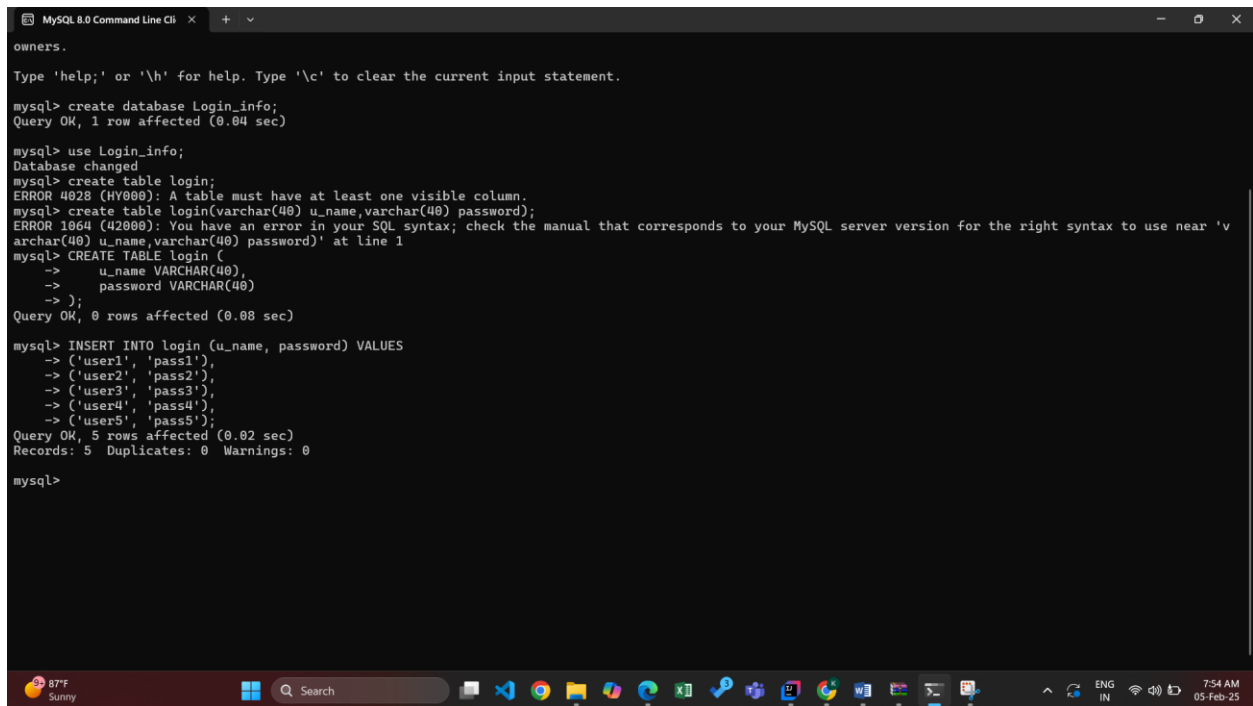 MySQL 8.0 Command Line Cli
owners.
Type 'help;' or '\h' for help. Type '\c' to clear the current input statement.
mysql> create database Login_info;
Query OK, 1 row affected (0.04 sec)
mysql> use Login_info;
Database changed
mysql> create table login;
ERROR 4028 (HY000): A table must have at least one visible column.
mysql> create table login(varchar(40) u_name,varchar(40) password);
ERROR 1064 (42000): You have an error in your SQL syntax; check the manual that corresponds to your MySQL server version for the right syntax to use near 'v
archar(40) u_name,varchar(40) password)' at line 1
mysql> CREATE TABLE login (
    ->     u_name VARCHAR(40),
    ->     password VARCHAR(40)
    -> );
Query OK, 0 rows affected (0.08 sec)
mysql> INSERT INTO login (u_name, password) VALUES
    -> ('user1', 'pass1'),
    -> ('user2', 'pass2'),
    -> ('user3', 'pass3'),
    -> ('user4', 'pass4'),
    -> ('user5', 'pass5');
Query OK, 5 rows affected (0.02 sec)
Records: 5  Duplicates: 0  Warnings: 0
mysql>
9+
87°F
Sunny
Search
3
ENG
IN
7:54 AM
05-Feb-25